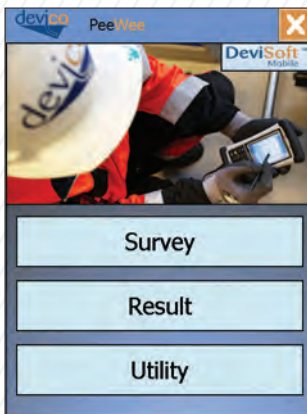 devico PeeWee
DeviSoft
Mobile
devico
Survey
Result
Utility